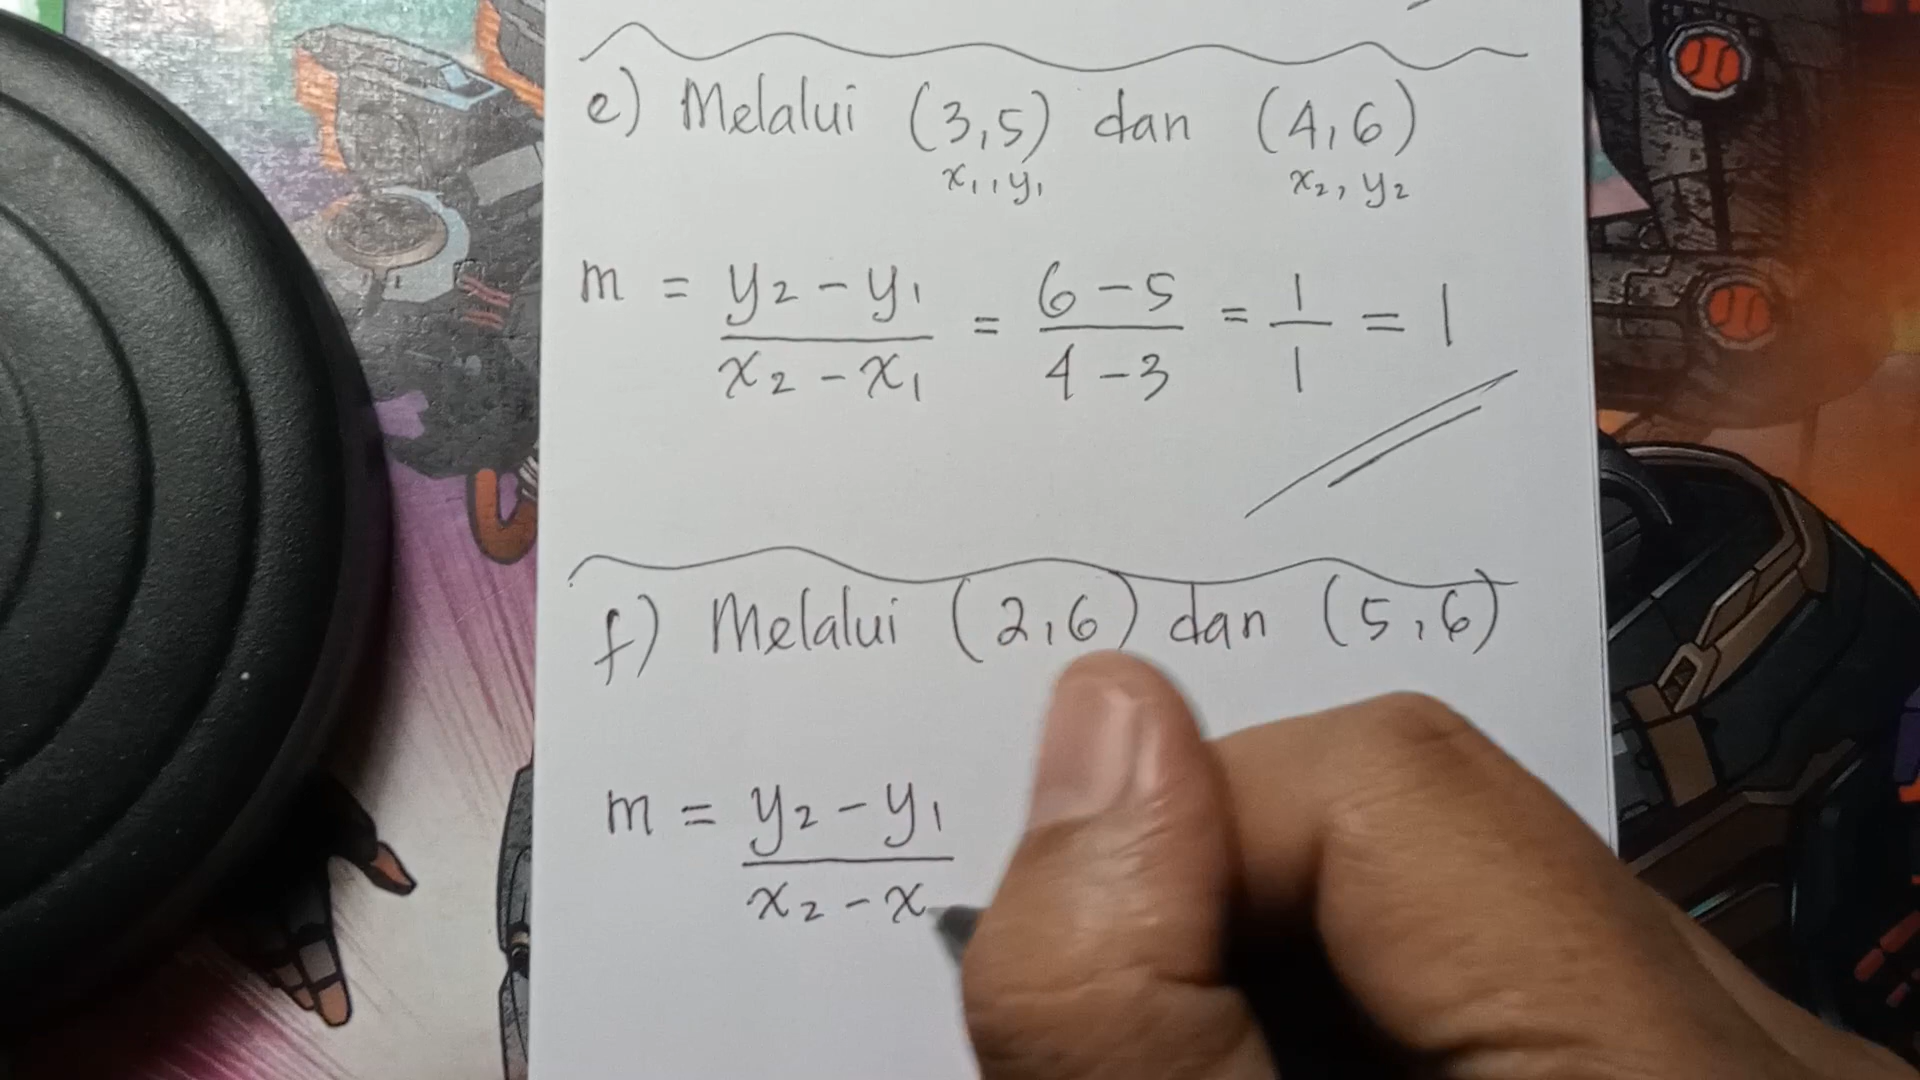 e) Melalui (3,5) dan (4,6)
x₁, y₁ x₂, y₂
m = y₂ - y₁ / x₂ - x₁ = 6 - 5 / 4 - 3 = 1 / 1 = 1
f) Melalui (2,6) dan (5,6)
m = y₂ - y₁ / x₂ - x